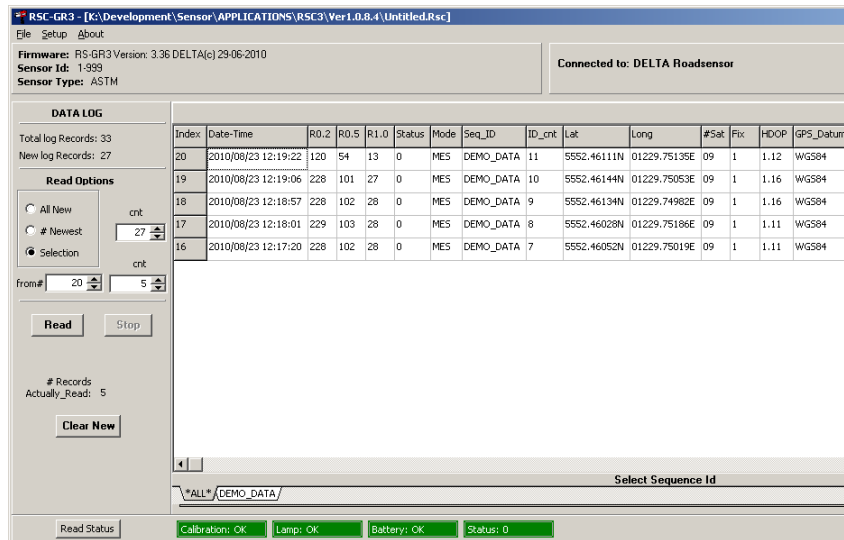 RSC-GR3 - [K:\Development\Sensor\APPLICATIONS\RSC3\Ver1.0.8.4\Untitled.Rsc]
File Setup About
Firmware: RS-GR3 Version: 3.36 DELTA(c) 29-06-2010
Sensor Id: 1-999
Sensor Type: ASTM
Connected to: DELTA Roadsensor
DATA LOG
Total log Records: 33
New log Records: 27
Read Options
All New
cnt
# Newest 27
Selection
cnt
from# 20 5
Read Stop
# Records
Actually_Read: 5
Clear New
Index Date-Time R0.2 R0.5 R1.0 Status Mode Seq_ID ID_cnt Lat Long #Sat Fix HDOP GPS_Datum
20 2010/08/23 12:19:22 120 54 13 0 MES DEMO_DATA 11 5552.46111N 01229.75135E 09 1 1.12 WGS84
19 2010/08/23 12:19:06 228 101 27 0 MES DEMO_DATA 10 5552.46144N 01229.75053E 09 1 1.16 WGS84
18 2010/08/23 12:18:57 228 102 28 0 MES DEMO_DATA 9 5552.46134N 01229.74982E 09 1 1.16 WGS84
17 2010/08/23 12:18:01 229 103 28 0 MES DEMO_DATA 8 5552.46028N 01229.75186E 09 1 1.11 WGS84
16 2010/08/23 12:17:20 228 102 28 0 MES DEMO_DATA 7 5552.46052N 01229.75019E 09 1 1.11 WGS84
Select Sequence Id
*ALL* DEMO_DATA
Read Status Calibration: OK Lamp: OK Battery: OK Status: 0